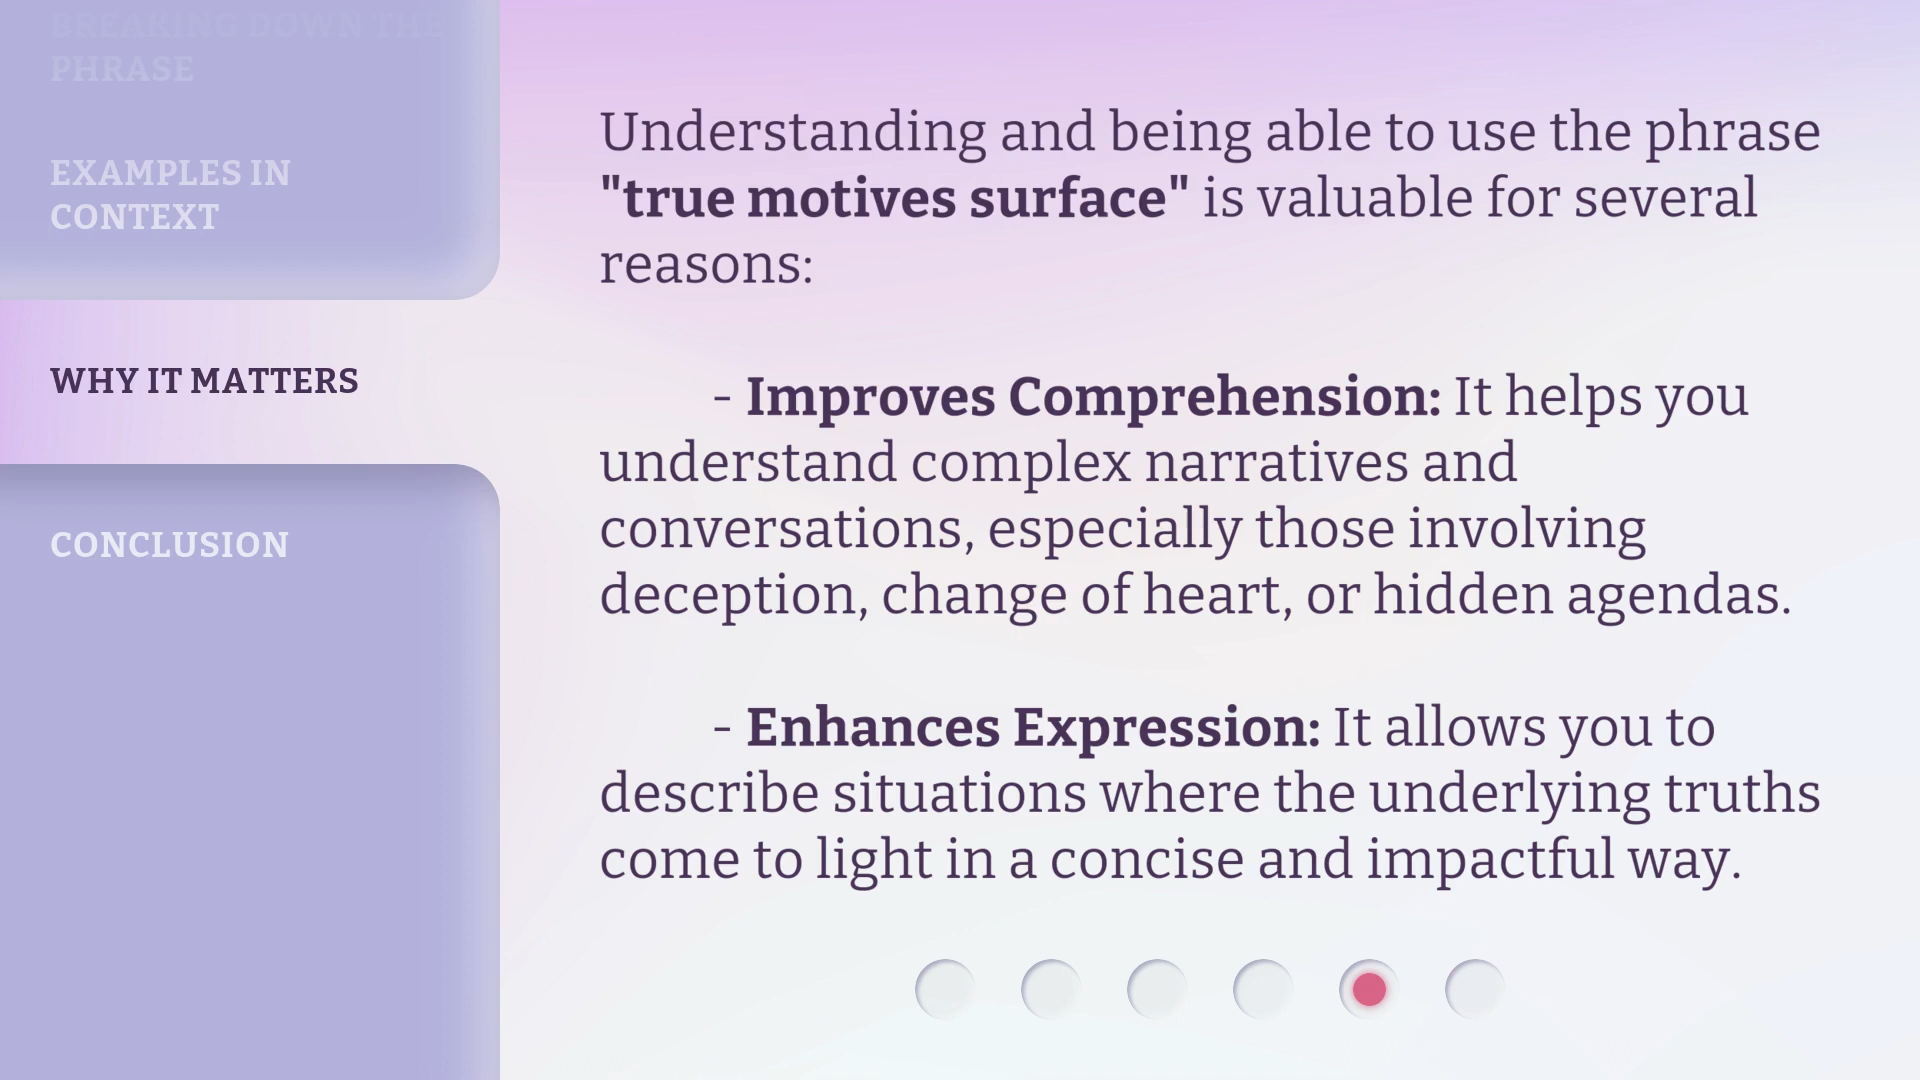 BREAKING DOWN THE
PHRASE
EXAMPLES IN
CONTEXT
WHY IT MATTERS
CONCLUSION
Understanding and being able to use the phrase
"true motives surface" is valuable for several
reasons:
- Improves Comprehension: It helps you
understand complex narratives and
conversations, especially those involving
deception, change of heart, or hidden agendas.
- Enhances Expression: It allows you to
describe situations where the underlying truths
come to light in a concise and impactful way.